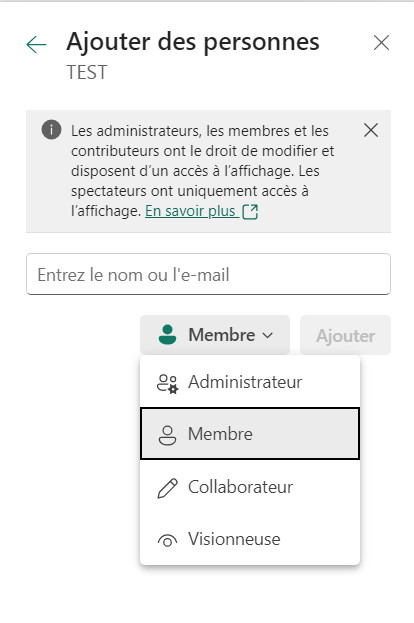 Ajouter des personnes
TEST
Les administrateurs, les membres et les
contributeurs ont le droit de modifier et
disposent d'un accès à l'affichage. Les
spectateurs ont uniquement accès à
l'affichage. En savoir plus
Entrez le nom ou l'e-mail
Membre
Ajouter
Administrateur
Membre
Collaborateur
Visionneuse